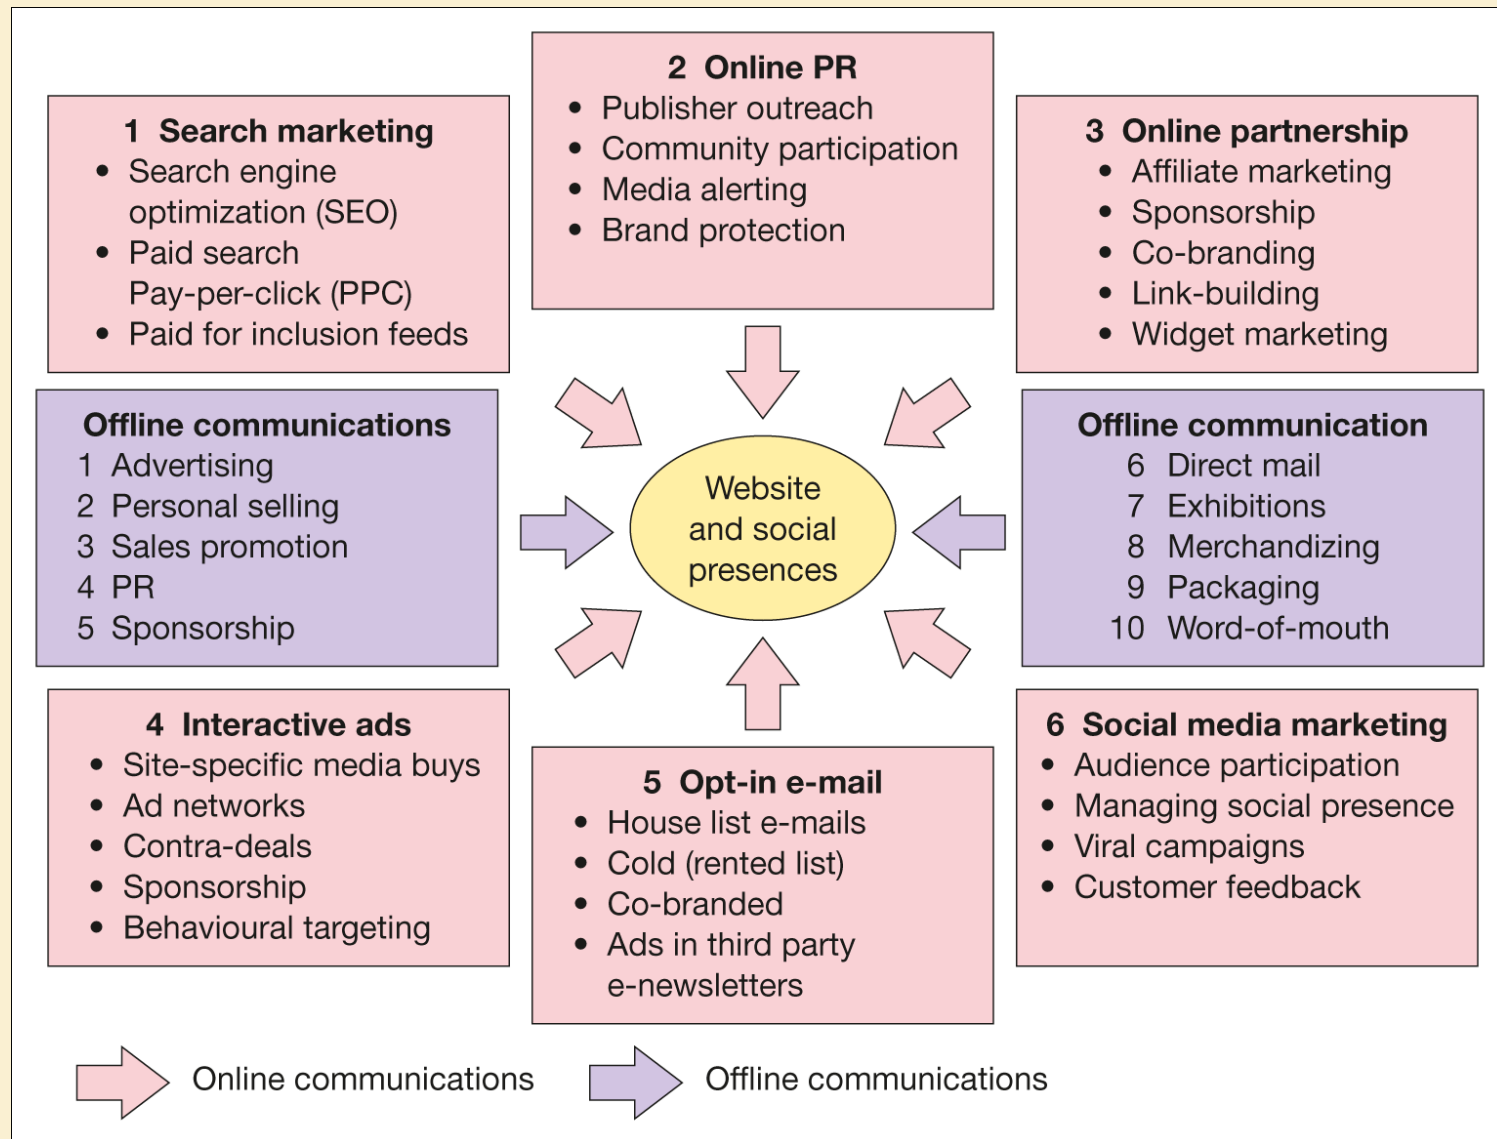 1 Search marketing
• Search engine
optimization (SEO)
• Paid search
Pay-per-click (PPC)
• Paid for inclusion feeds
2 Online PR
• Publisher outreach
• Community participation
• Media alerting
• Brand protection
3 Online partnership
• Affiliate marketing
• Sponsorship
• Co-branding
• Link-building
• Widget marketing
Offline communications
1 Advertising
2 Personal selling
3 Sales promotion
4 PR
5 Sponsorship
Website
and social
presences
Offline communication
6 Direct mail
7 Exhibitions
8 Merchandizing
9 Packaging
10 Word-of-mouth
4 Interactive ads
• Site-specific media buys
• Ad networks
• Contra-deals
• Sponsorship
• Behavioural targeting
5 Opt-in e-mail
• House list e-mails
• Cold (rented list)
• Co-branded
• Ads in third party
e-newsletters
6 Social media marketing
• Audience participation
• Managing social presence
• Viral campaigns
• Customer feedback
Online communications
Offline communications